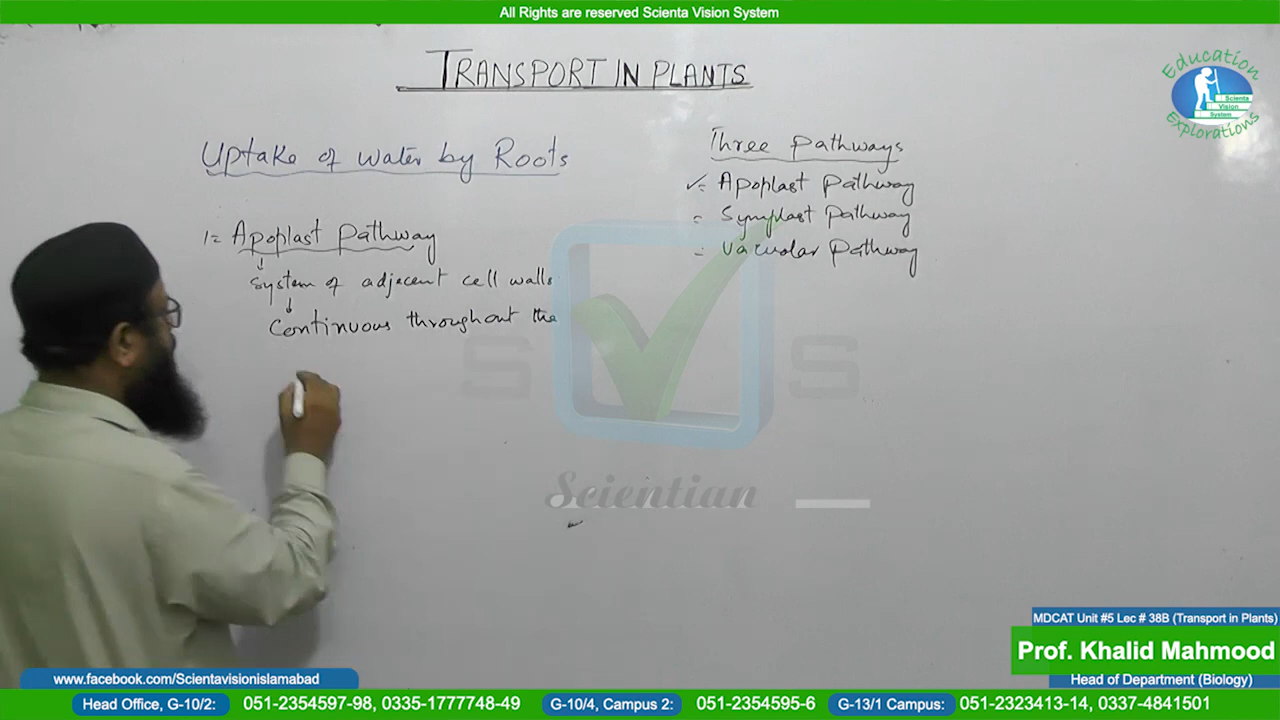 All Rights are reserved Scienta Vision System
TRANSPORT IN PLANTS
Education
Scienta
Vision
System
Explorations
Uptake of water by Roots
Three Pathways
✓= Apoplast Pathway
= Symplast Pathway
= Vacuolar Pathway
1= Apoplast Pathway
↓
System of adjacent cell walls
↓
Continuous throughout the
S S
Scientian
MDCAT Unit #5 Lec # 38B (Transport in Plants)
Prof. Khalid Mahmood
Head of Department (Biology)
www.facebook.com/Scientavisionislamabad
Head Office, G-10/2: 051-2354597-98, 0335-1777748-49 G-10/4, Campus 2: 051-2354595-6 G-13/1 Campus: 051-2323413-14, 0337-4841501